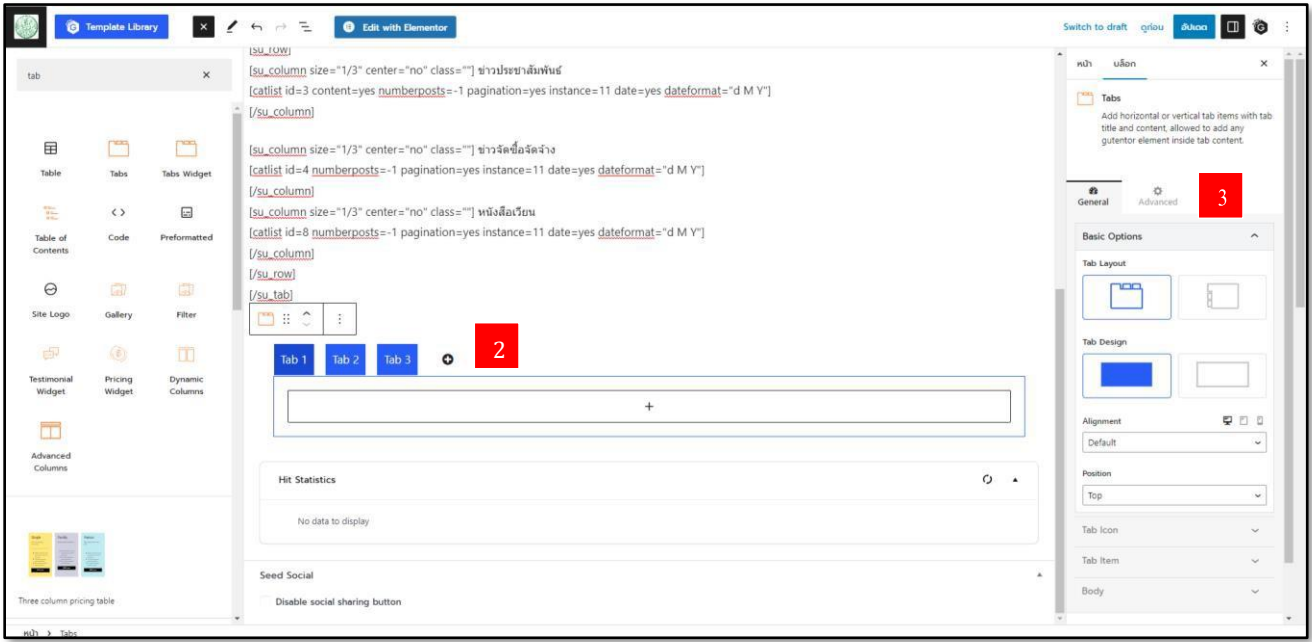 Template Library
Edit with Elementor
Switch to draft
ดูก่อน
อัปเดต
tab
Table
Tabs
Tabs Widget
Table of
Contents
Code
Preformatted
Site Logo
Gallery
Filter
Testimonial
Widget
Pricing
Widget
Dynamic
Columns
Advanced
Columns
Three column pricing table
หน้า > Tabs
[su_row]
[su_column size="1/3" center="no" class=""] ข่าวประชาสัมพันธ์
[catlist id=3 content=yes numberposts=-1 pagination=yes instance=11 date=yes dateformat="d M Y"]
[/su_column]
[su_column size="1/3" center="no" class=""] ข่าวจัดซื้อจัดจ้าง
[catlist id=4 numberposts=-1 pagination=yes instance=11 date=yes dateformat="d M Y"]
[/su_column]
[su_column size="1/3" center="no" class=""] หนังสือเวียน
[catlist id=8 numberposts=-1 pagination=yes instance=11 date=yes dateformat="d M Y"]
[/su_column]
[/su_row]
[/su_tab]
Tab 1
Tab 2
Tab 3
2
Hit Statistics
No data to display
Seed Social
Disable social sharing button
หน้า
บล็อก
Tabs
Add horizontal or vertical tab items with tab
title and content, allowed to add any
gutentor element inside tab content.
General
Advanced
3
Basic Options
Tab Layout
Tab Design
Alignment
Default
Position
Top
Tab Icon
Tab Item
Body